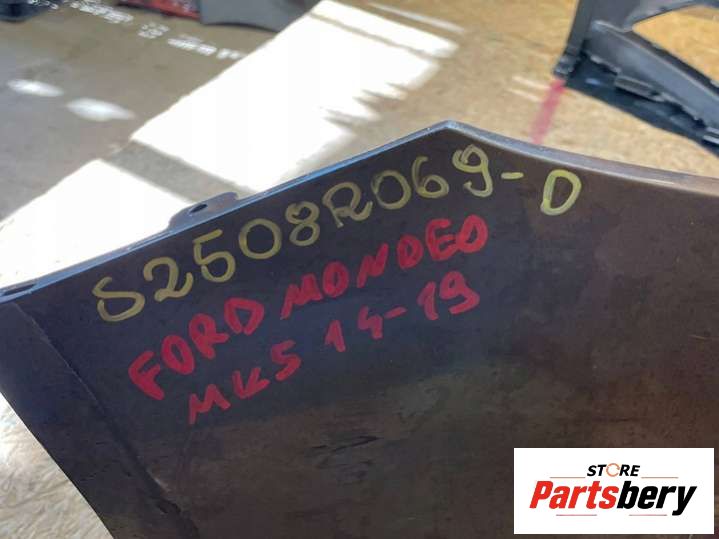 S2508R069-D
FORD MONDEO
MK5 14-19
STORE
Partsbery